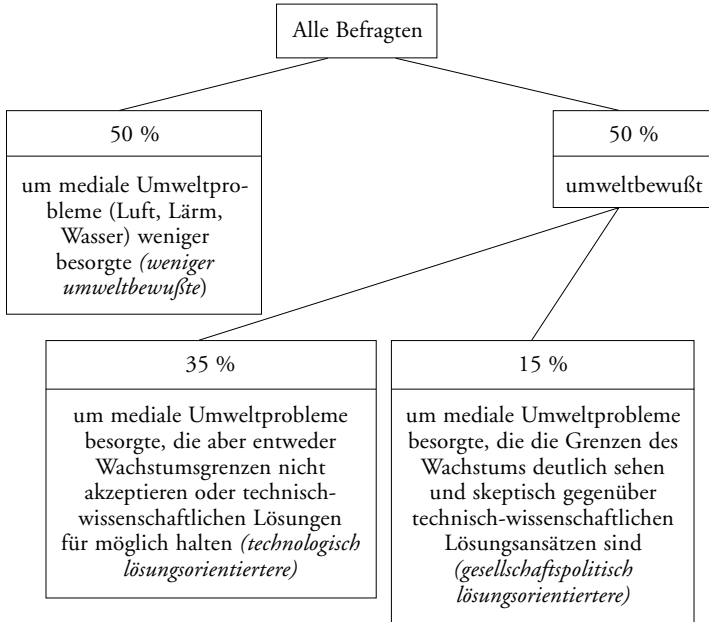 Alle Befragten
50 %
um mediale Umweltpro-
bleme (Luft, Lärm,
Wasser) weniger
besorgte (weniger
umweltbewußte)
50 %
umweltbewußt
35 %
um mediale Umweltprobleme
besorgte, die aber entweder
Wachstumsgrenzen nicht
akzeptieren oder technisch-
wissenschaftlichen Lösungen
für möglich halten (technologisch
lösungsorientiertere)
15 %
um mediale Umweltprobleme
besorgte, die die Grenzen des
Wachstums deutlich sehen
und skeptisch gegenüber
technisch-wissenschaftlichen
Lösungsansätzen sind
(gesellschaftspolitisch
lösungsorientiertere)